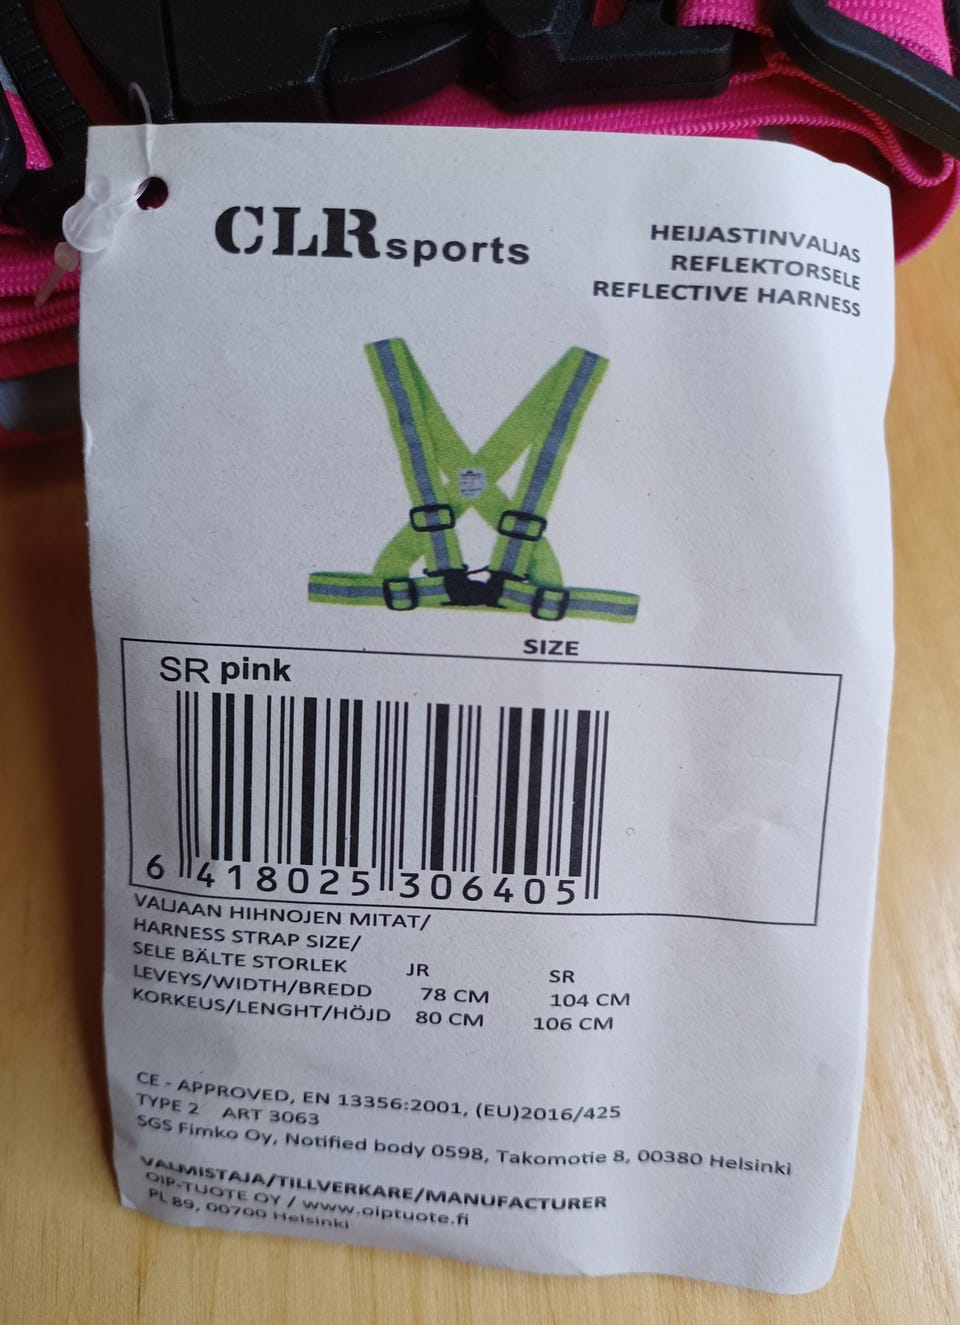 CLR sports
HEIJASTINVALJAS
REFLEKTORSELE
REFLECTIVE HARNESS
SIZE
SR pink
6 418025 306405
VALJAAN HIHNOJEN MITAT/
HARNESS STRAP SIZE/
SELE BÄLTE STORLEK JR SR
LEVEYS/WIDTH/BREDD 78 CM 104 CM
KORKEUS/LENGHT/HÖJD 80 CM 106 CM
CE - APPROVED, EN 13356:2001, (EU)2016/425
TYPE 2 ART 3063
SGS Fimko Oy, Notified body 0598, Takomotie 8, 00380 Helsinki
VALMISTAJA/TILLVERKARE/MANUFACTURER
OIP-TUOTE OY / www.oiptuote.fi
PL 89, 00700 Helsinki